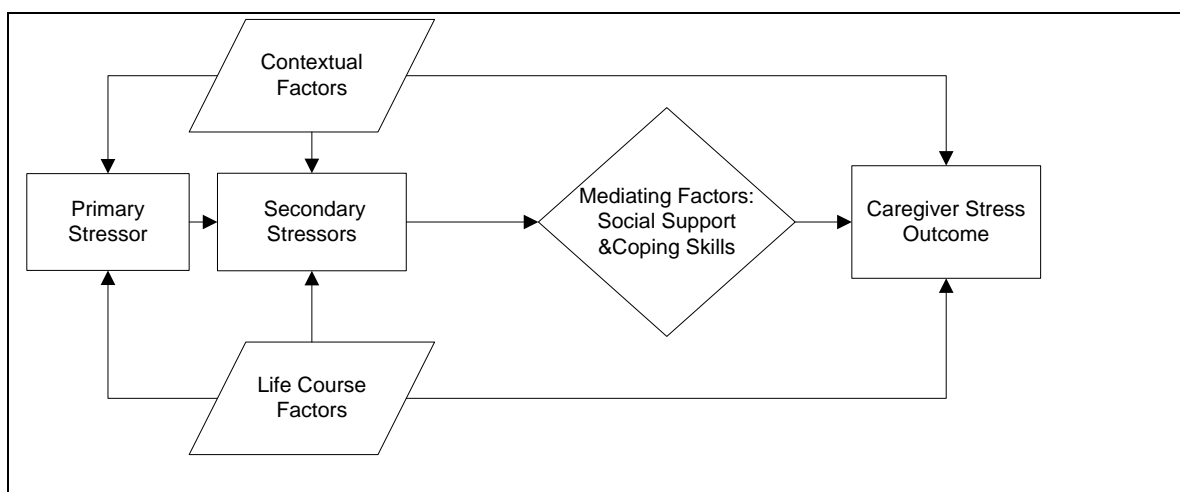 Contextual
Factors
Primary
Stressor
Secondary
Stressors
Mediating Factors:
Social Support
&Coping Skills
Caregiver Stress
Outcome
Life Course
Factors